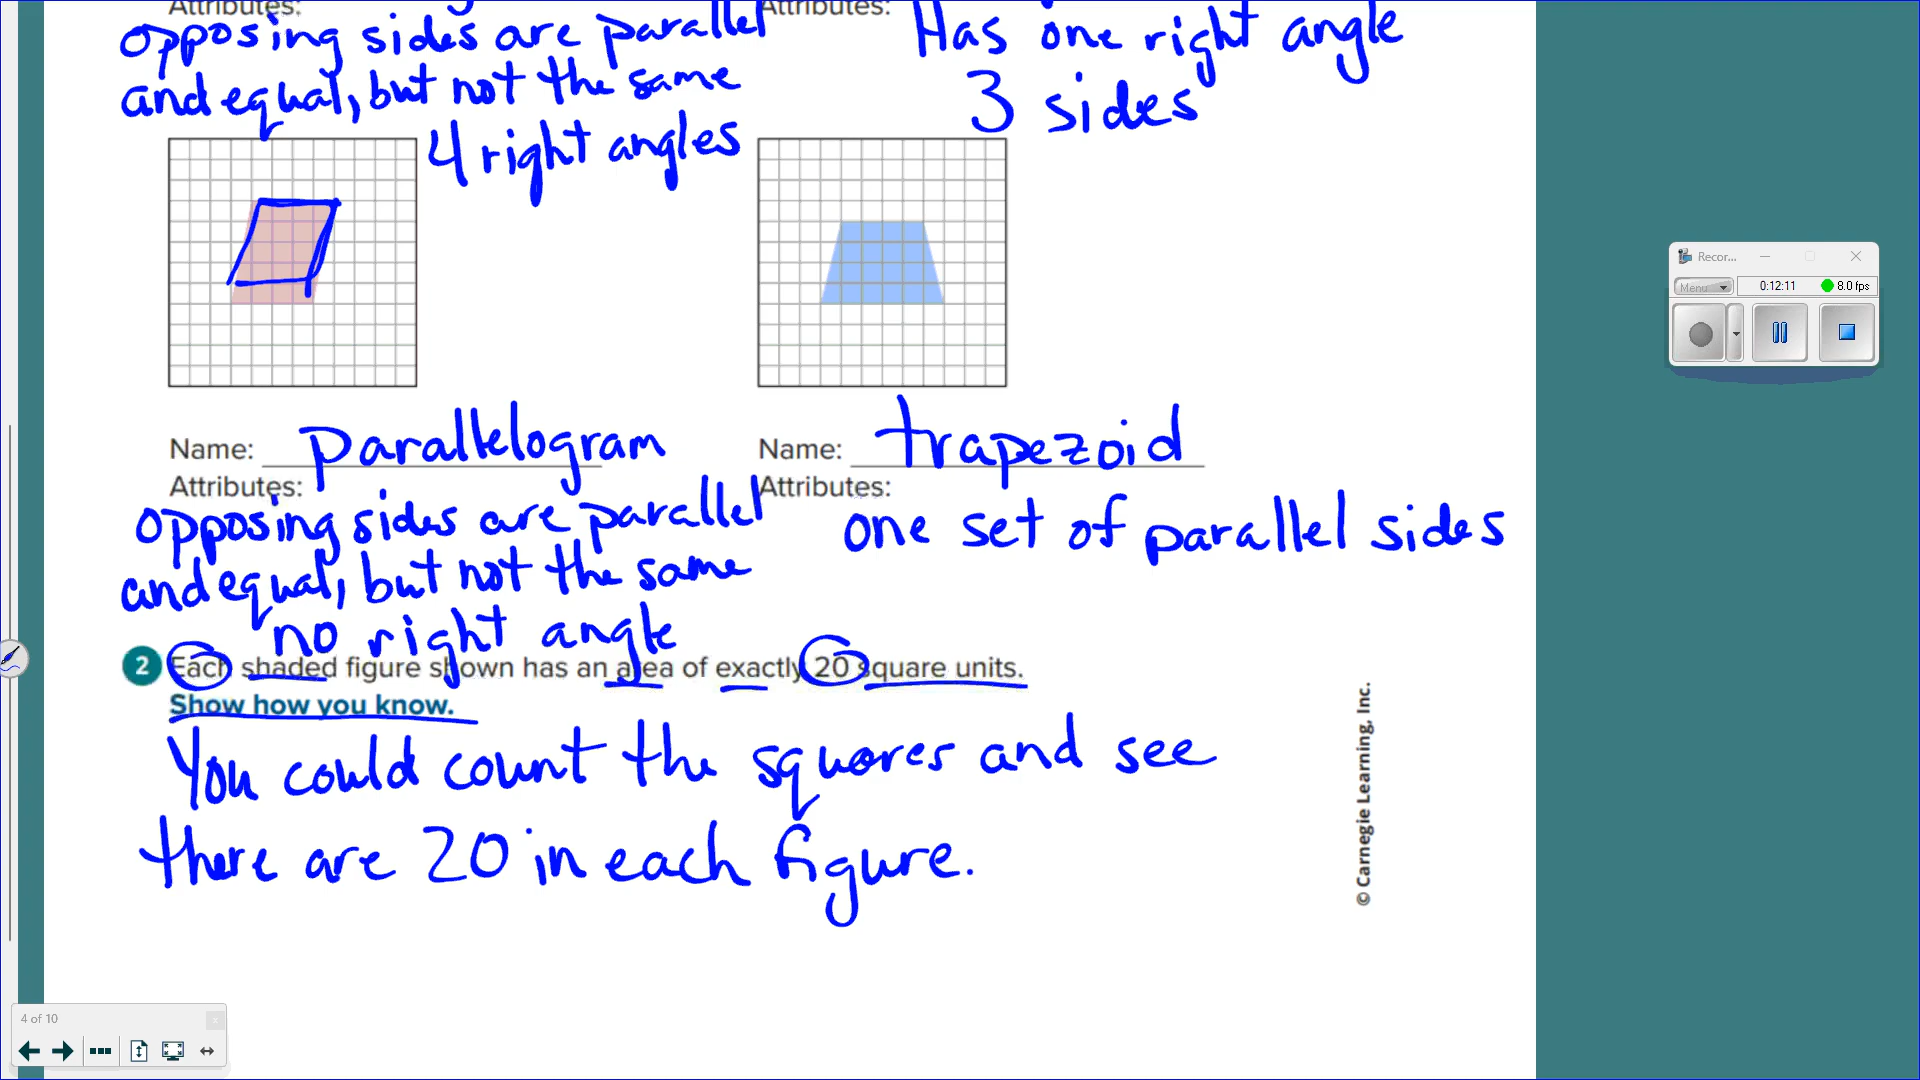 Attributes:
Attributes:
opposing sides are parallel
and equal, but not the same
4 right angles
Has one right angle
3 sides
Recor...
Menu
0:12:11
8.0 fps
Name: parallelogram
Attributes:
opposing sides are parallel
and equal, but not the same
no right angle
Name: trapezoid
Attributes:
one set of parallel sides
2 Each shaded figure shown has an area of exactly 20 square units.
Show how you know.
You could count the squares and see
there are 20 in each figure.
© Carnegie Learning, Inc.
4 of 10